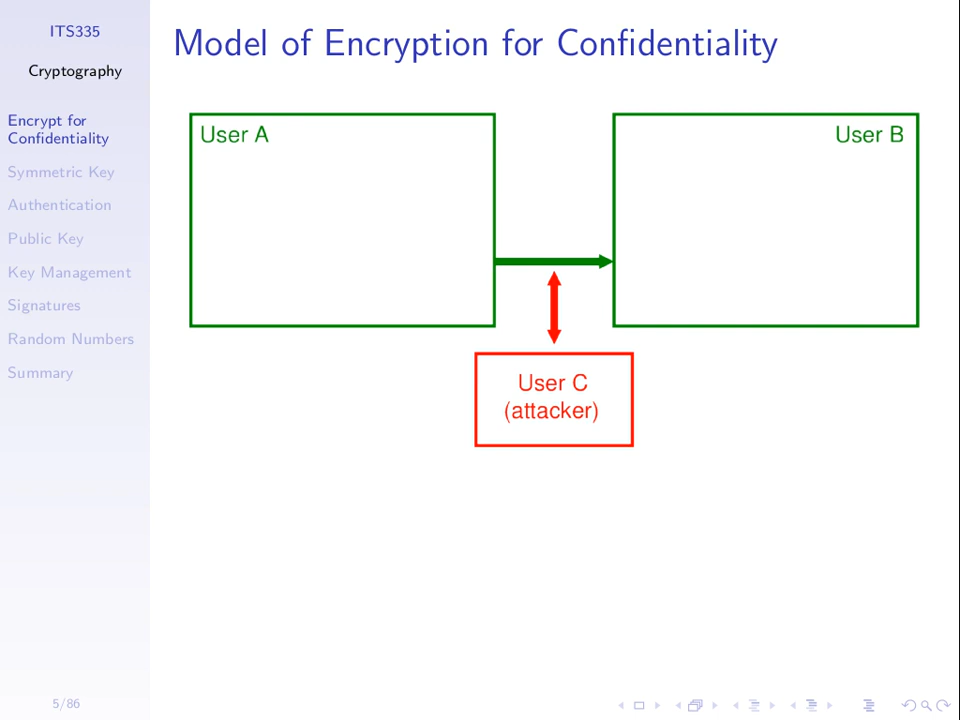 ITS335
Cryptography
Encrypt for
Confidentiality
Symmetric Key
Authentication
Public Key
Key Management
Signatures
Random Numbers
Summary
5/86
Model of Encryption for Confidentiality
User A
User B
User C
(attacker)